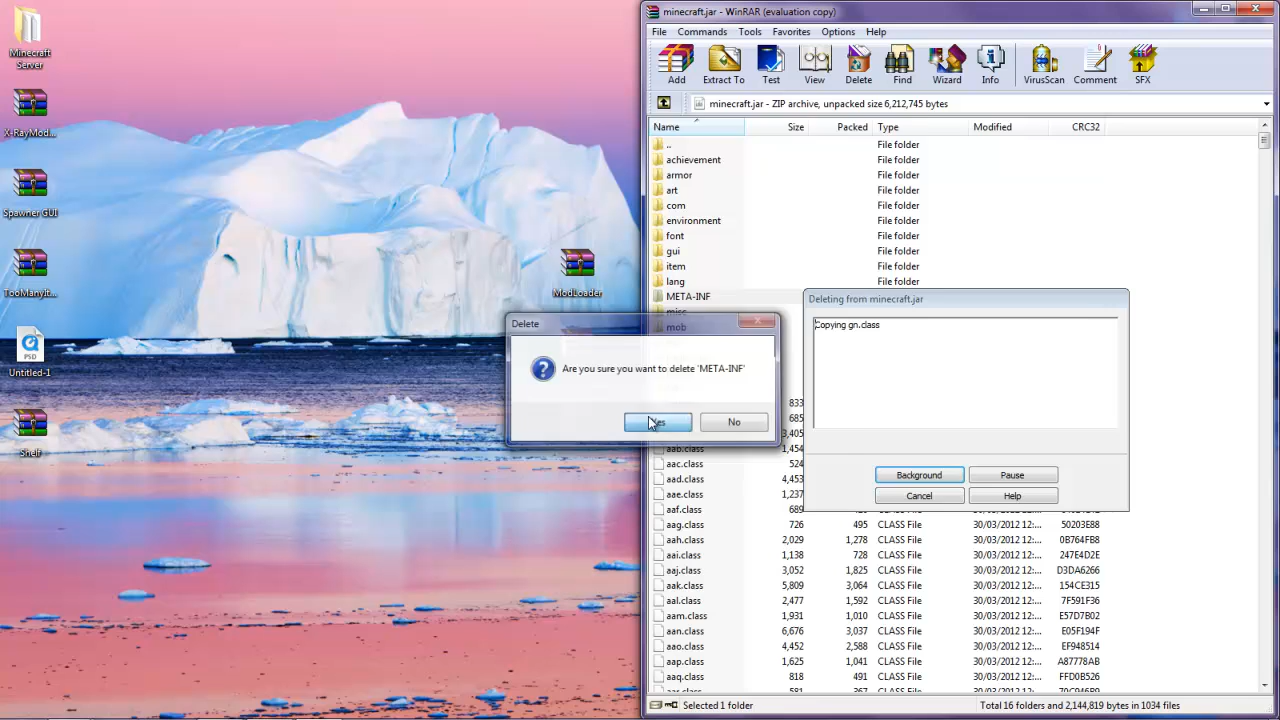 Minecraft
Server
X-RayMod...
Spawner GUI
TooManyIt...
Untitled-1
Shelf
ModLoader
minecraft.jar - WinRAR (evaluation copy)
File Commands Tools Favorites Options Help
Add Extract To Test View Delete Find Wizard Info VirusScan Comment SFX
minecraft.jar - ZIP archive, unpacked size 6,212,745 bytes
Name Size Packed Type Modified CRC32
.. File folder
achievement File folder
armor File folder
art File folder
com File folder
environment File folder
font File folder
gui File folder
item File folder
lang File folder
META-INF
misc
mob
Delete
Are you sure you want to delete 'META-INF'
Yes No
Deleting from minecraft.jar
Copying gn.class
Background Pause
Cancel Help
833
685
3,405
aab.class 1,454
aac.class 524
aad.class 4,453
aae.class 1,237
aaf.class 689
aag.class 726 495 CLASS File 30/03/2012 12:... 50203E88
aah.class 2,029 1,278 CLASS File 30/03/2012 12:... 0B764FB8
aai.class 1,138 728 CLASS File 30/03/2012 12:... 247E4D2E
aaj.class 3,052 1,825 CLASS File 30/03/2012 12:... D3DA6266
aak.class 5,809 3,064 CLASS File 30/03/2012 12:... 154CE315
aal.class 2,477 1,592 CLASS File 30/03/2012 12:... 7F591F36
aam.class 1,931 1,010 CLASS File 30/03/2012 12:... E57D7B02
aan.class 6,676 3,037 CLASS File 30/03/2012 12:... E05F194F
aao.class 4,452 2,588 CLASS File 30/03/2012 12:... EF948514
aap.class 1,625 1,041 CLASS File 30/03/2012 12:... A87778AB
aaq.class 818 491 CLASS File 30/03/2012 12:... FFD0B526
Selected 1 folder Total 16 folders and 2,144,819 bytes in 1034 files